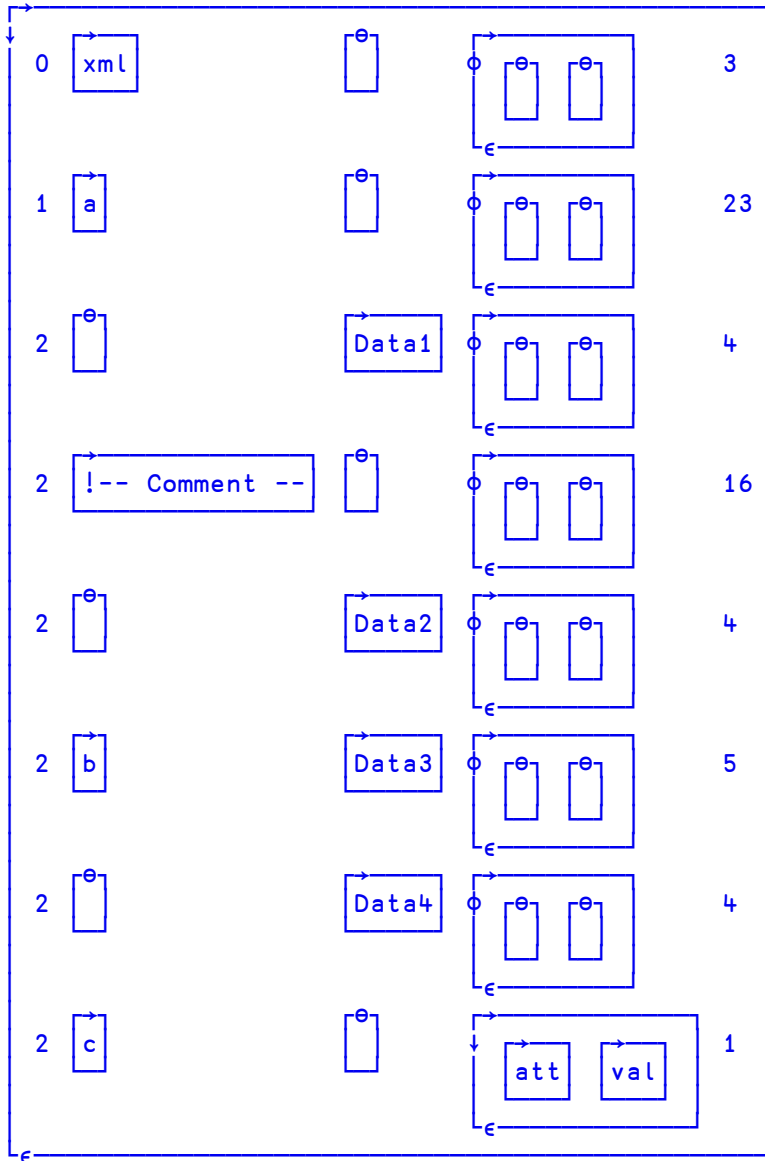 0 xml 3
1 a 23
2 Data1 4
2 !-- Comment -- 16
2 Data2 4
2 b Data3 5
2 Data4 4
2 c att val 1